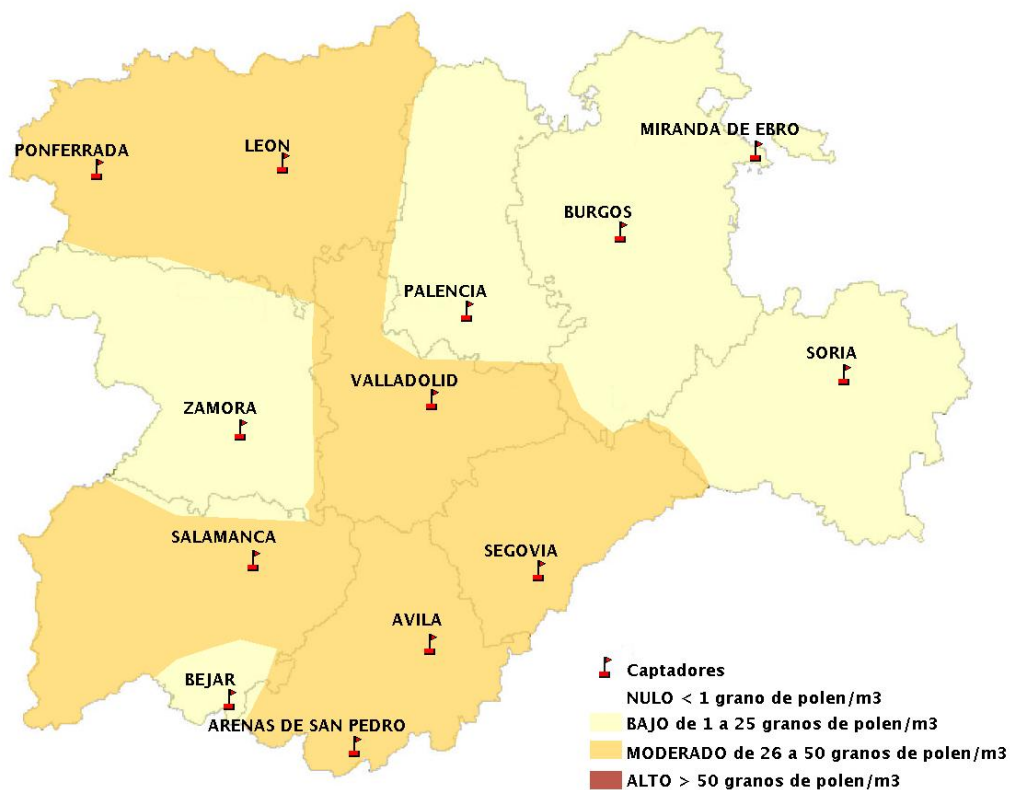 MIRANDA DE EBRO
PONFERRADA
LEON
BURGOS
PALENCIA
SORIA
VALLADOLID
ZAMORA
SALAMANCA
SEGOVIA
AVILA
BEJAR
ARENAS DE SAN PEDRO
Captadores
NULO < 1 grano de polen/m3
BAJO de 1 a 25 granos de polen/m3
MODERADO de 26 a 50 granos de polen/m3
ALTO > 50 granos de polen/m3